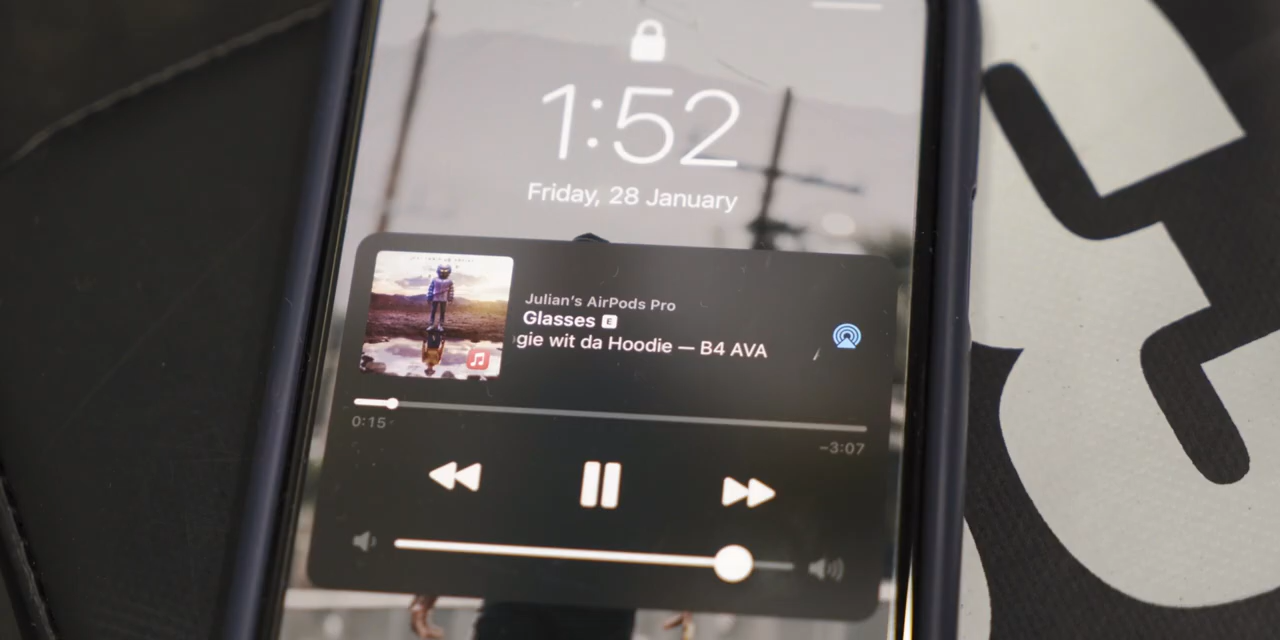 1:52
Friday, 28 January
Julian's AirPods Pro
Glasses E
gie wit da Hoodie — B4 AVA
0:15
−3:07